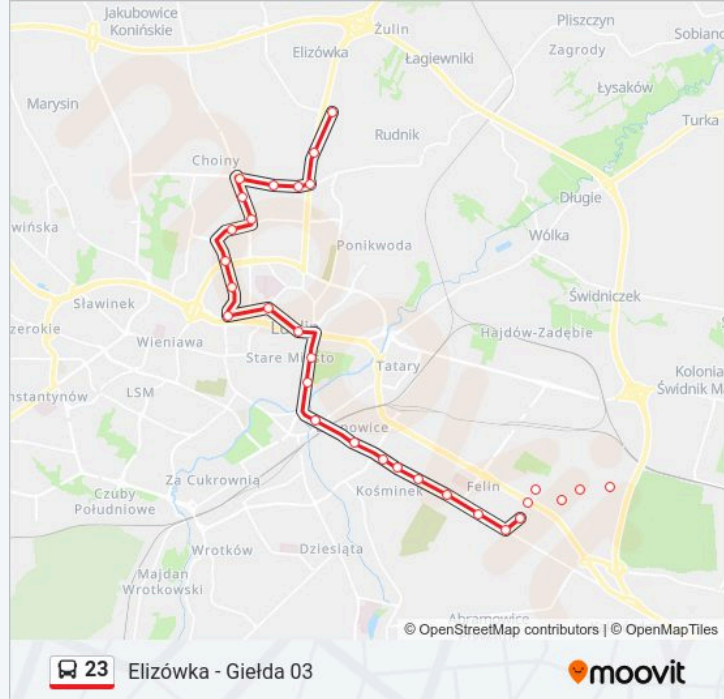 Jakubowice
Konińskie
Elizówka
Żulin
Pliszczyn
Sobiano
Zagrody
Łagiewniki
Łysaków
Marysin
Turka
Rudnik
Choiny
Długie
wińska
Wólka
Ponikwoda
Świdniczek
Sławinek
zerokie
Wieniawa
Hajdów-Zadębie
Stare Miasto
Tatary
Kolonia
Świdnik Ma
nstantynów
LSM
Za Cukrownią
Kośminek
Felin
Czuby
Południowe
Wrotków
Dziesiąta
Majdan
Wrotkowski
Abramowice
© OpenStreetMap contributors | © OpenMapTiles
23 Elizówka - Giełda 03
moovit